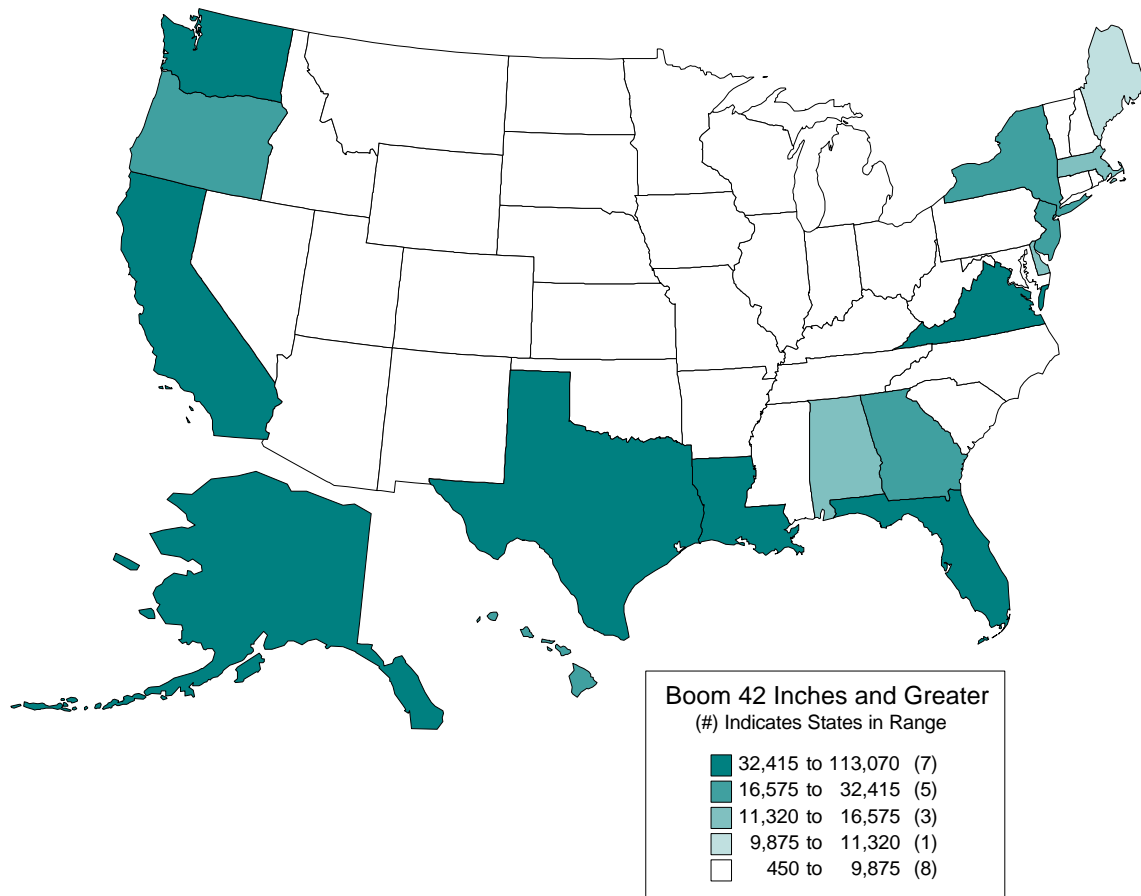 Boom 42 Inches and Greater
(#) Indicates States in Range
32,415 to 113,070 (7)
16,575 to 32,415 (5)
11,320 to 16,575 (3)
9,875 to 11,320 (1)
450 to 9,875 (8)